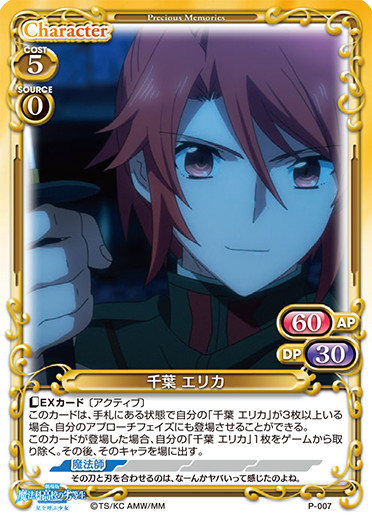 Precious Memories
Character
COST
5
SOURCE
0
60 AP
DP 30
千葉 エリカ
EXカード〔アクティブ〕
このカードは、手札にある状態で自分の「千葉 エリカ」が3枚以上いる
場合、自分のアプローチフェイズにも登場させることができる。
このカードが登場した場合、自分の「千葉 エリカ」1枚をゲームから取
り除く。その後、そのキャラを場に出す。
魔法師
その刀と刃を合わせるのは、なーんかヤバいって感じたのよね。
劇場版
魔法科高校の劣等生
星を呼ぶ少女
©TS/KC AMW/MM
P-007